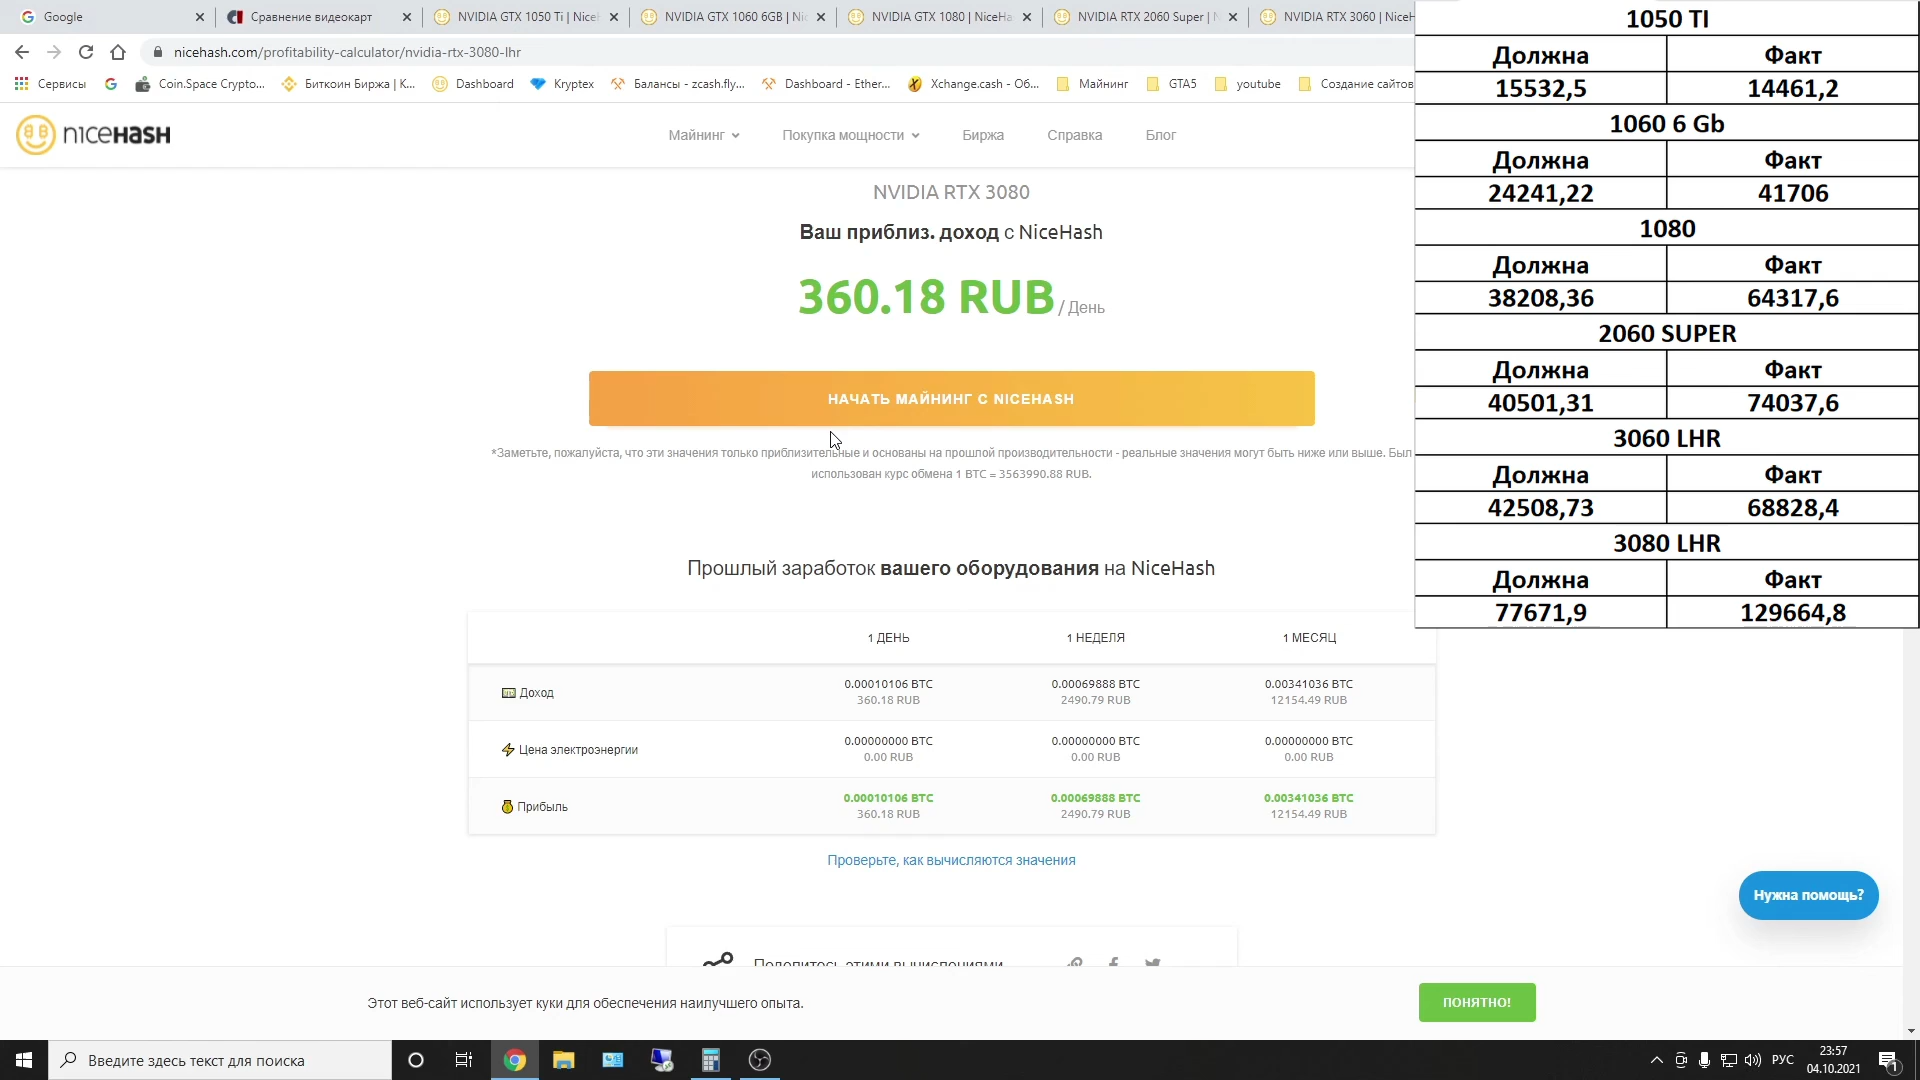 Google
Сравнение видеокарт
NVIDIA GTX 1050 Ti | NiceH
NVIDIA GTX 1060 6GB | Nic
NVIDIA GTX 1080 | NiceHa
NVIDIA RTX 2060 Super | N
NVIDIA RTX 3060 | NiceH
nicehash.com/profitability-calculator/nvidia-rtx-3080-lhr
Сервисы
Coin.Space Crypto...
Биткоин Биржа | К...
Dashboard
Kryptex
Балансы - zcash.fly...
Dashboard - Ether...
Xchange.cash - Об...
Майнинг
GTA5
youtube
Создание сайтов
NICEHASH
Майнинг
Покупка мощности
Биржа
Справка
Блог
NVIDIA RTX 3080
Ваш приблиз. доход с NiceHash
360.18 RUB / День
НАЧАТЬ МАЙНИНГ С NICEHASH
*Заметьте, пожалуйста, что эти значения только приблизительные и основаны на прошлой производительности - реальные значения могут быть ниже или выше. Был
использован курс обмена 1 BTC = 3563990.88 RUB.
Прошлый заработок вашего оборудования на NiceHash
1 ДЕНЬ 1 НЕДЕЛЯ 1 МЕСЯЦ
Доход
0.00010106 BTC 0.00069888 BTC 0.00341036 BTC
360.18 RUB 2490.79 RUB 12154.49 RUB
Цена электроэнергии
0.00000000 BTC 0.00000000 BTC 0.00000000 BTC
0.00 RUB 0.00 RUB 0.00 RUB
Прибыль
0.00010106 BTC 0.00069888 BTC 0.00341036 BTC
360.18 RUB 2490.79 RUB 12154.49 RUB
Проверьте, как вычисляются значения
Поделитесь этими вычислениями
Нужна помощь?
Этот веб-сайт использует куки для обеспечения наилучшего опыта.
ПОНЯТНО!
1050 TI
Должна Факт
15532,5 14461,2
1060 6 Gb
Должна Факт
24241,22 41706
1080
Должна Факт
38208,36 64317,6
2060 SUPER
Должна Факт
40501,31 74037,6
3060 LHR
Должна Факт
42508,73 68828,4
3080 LHR
Должна Факт
77671,9 129664,8
Введите здесь текст для поиска
РУС
23:57
04.10.2021
1